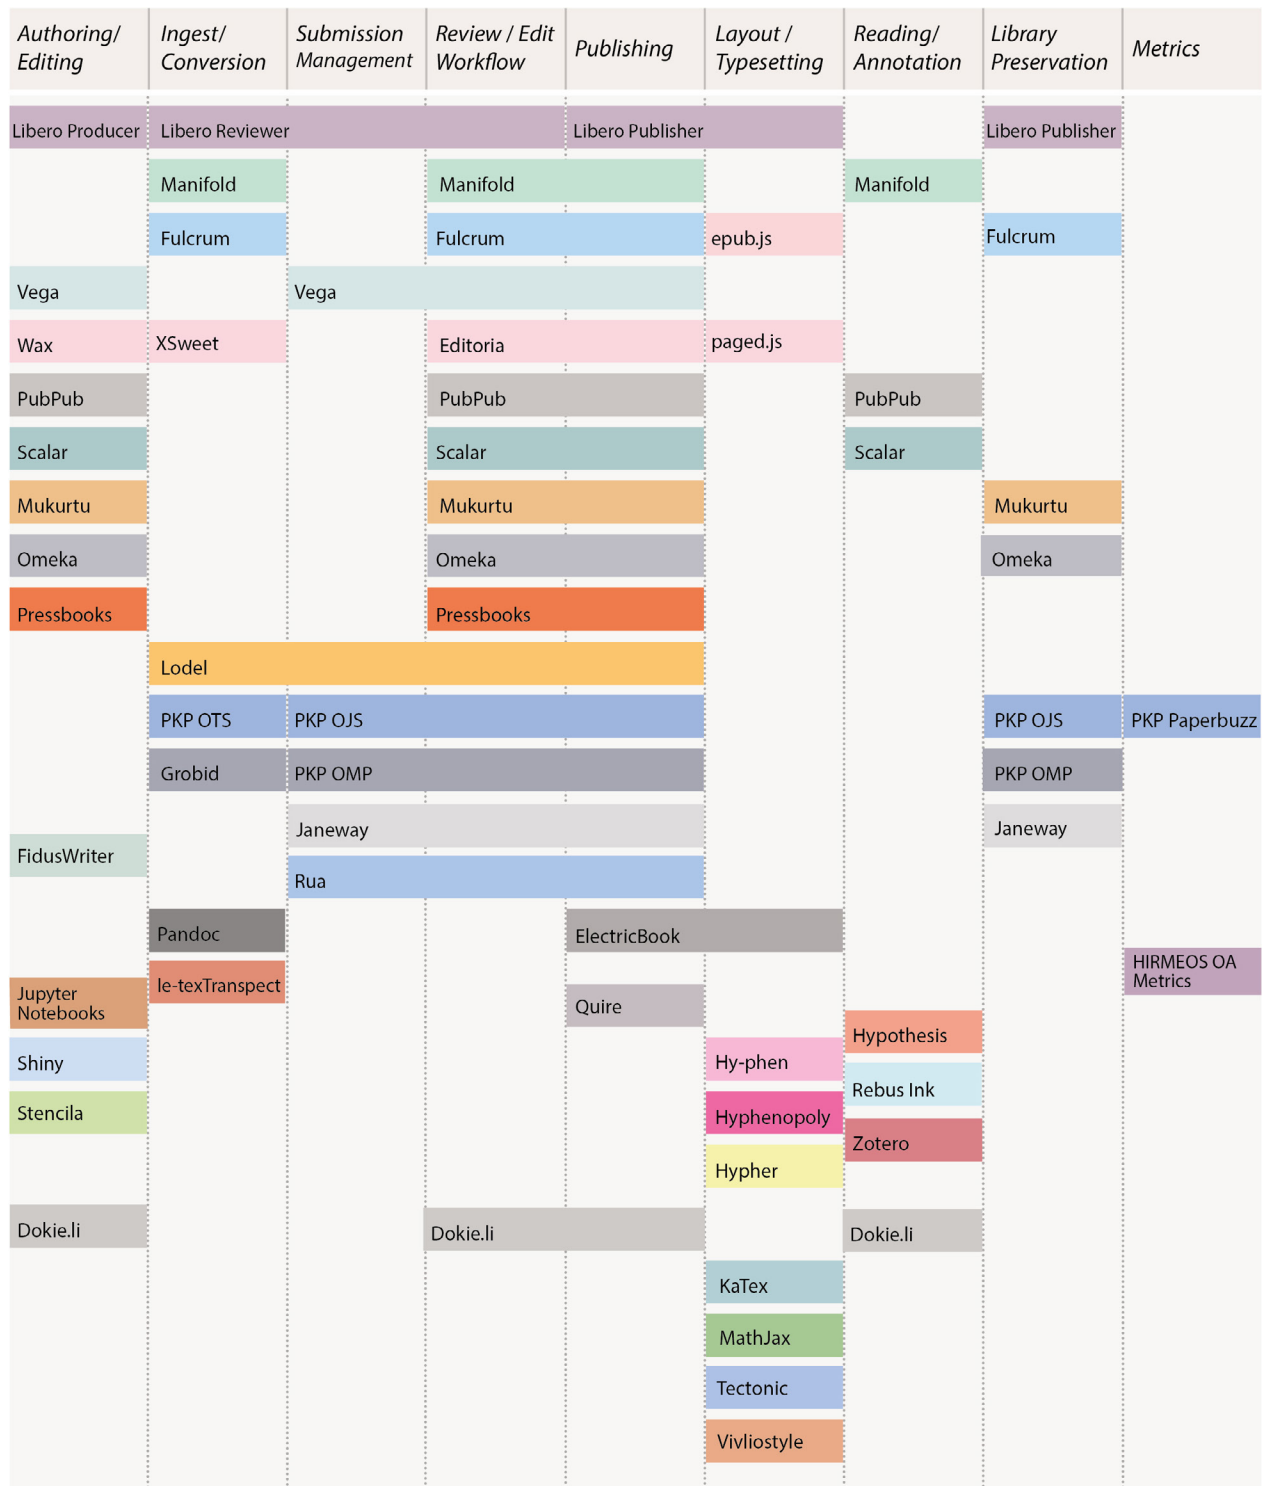 Authoring/
Editing
Ingest/
Conversion
Submission
Management
Review / Edit
Workflow
Publishing
Layout /
Typesetting)
Reading/
Annotation
Library
Preservation
Metrics
Libero Producer
Libero Reviewer
Libero Publisher
Libero Publisher
Manifold
Manifold
Manifold
Fulcrum
Fulcrum
epub.js
Fulcrum
Vega
Vega
Wax
XSweet
Editoria
paged.js
PubPub
PubPub
PubPub
Scalar
Scalar
Scalar
Mukurtu
Mukurtu
Mukurtu
Omeka
Omeka
Omeka
Pressbooks
Pressbooks
Lodel
PKP OTS
PKP OJS
PKP OJS
PKP Paperbuzz
Grobid
PKP OMP
PKP OMP
Janeway
Janeway
FidusWriter
Rua
Pandoc
ElectricBook
HIRMEOS OA
Metrics
le-texTranspect
Jupyter
Notebooks
Quire
Hypothesis
Shiny
Hy-phen
Rebus Ink
Stencila
Hyphenopoly
Zotero
Hypher
Dokie.li
Dokie.li
Dokie.li
KaTex
MathJax
Tectonic
Vivliostyle